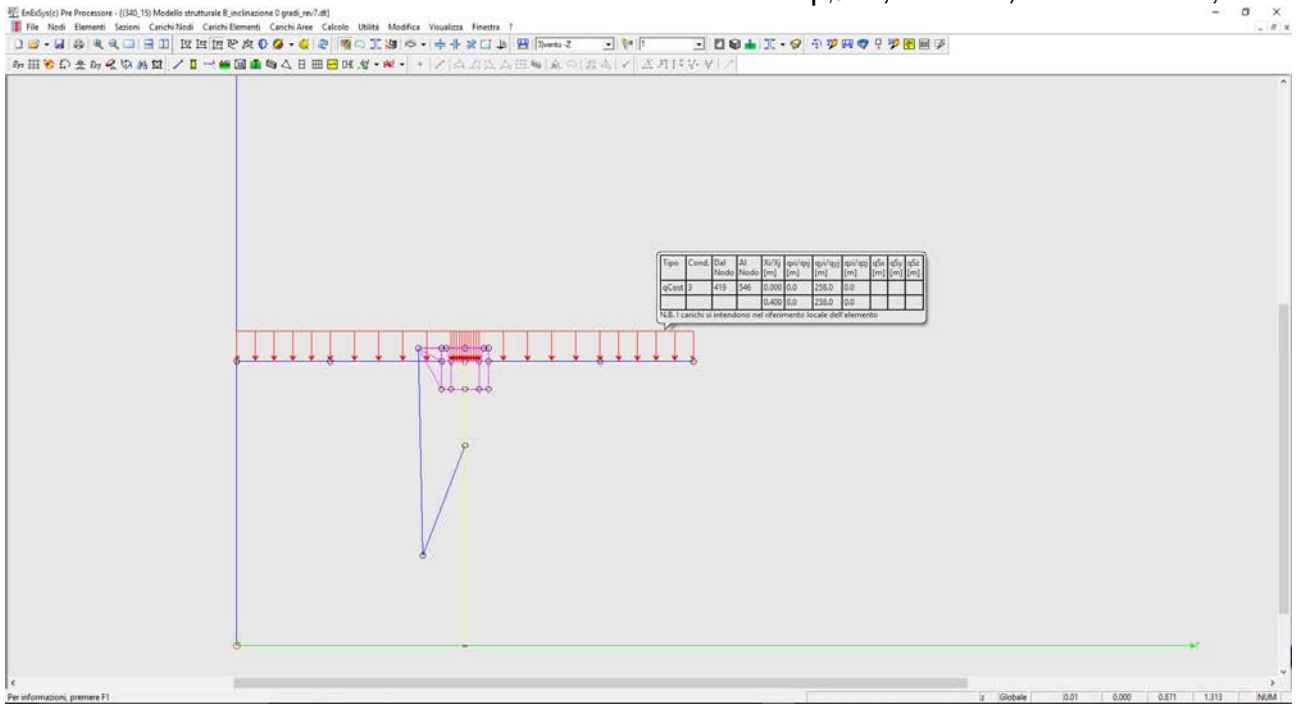 EnExSys(c) Pre Processore - [(340_15) Modello strutturale B_inclinazione 0 gradi_rev7.dt]
File Nodi Elementi Sezioni Carichi Nodi Carichi Elementi Carichi Aree Calcolo Utilità Modifica Visualizza Finestra ?
3)vento -Z 1
Tipo Cond. Dal Nodo Al Nodo Xi/Xj [m] qxi/qxj [m] qyi/qyj [m] qzi/qzj [m] qSx [m] qSy [m] qSz [m]
qCost 3 419 546 0.000 0.0 258.0 0.0
0.400 0.0 258.0 0.0
N.B. I carichi si intendono nel riferimento locale dell'elemento
Per informazioni, premere F1 Globale 0.01 0.000 0.871 1.313 NUM